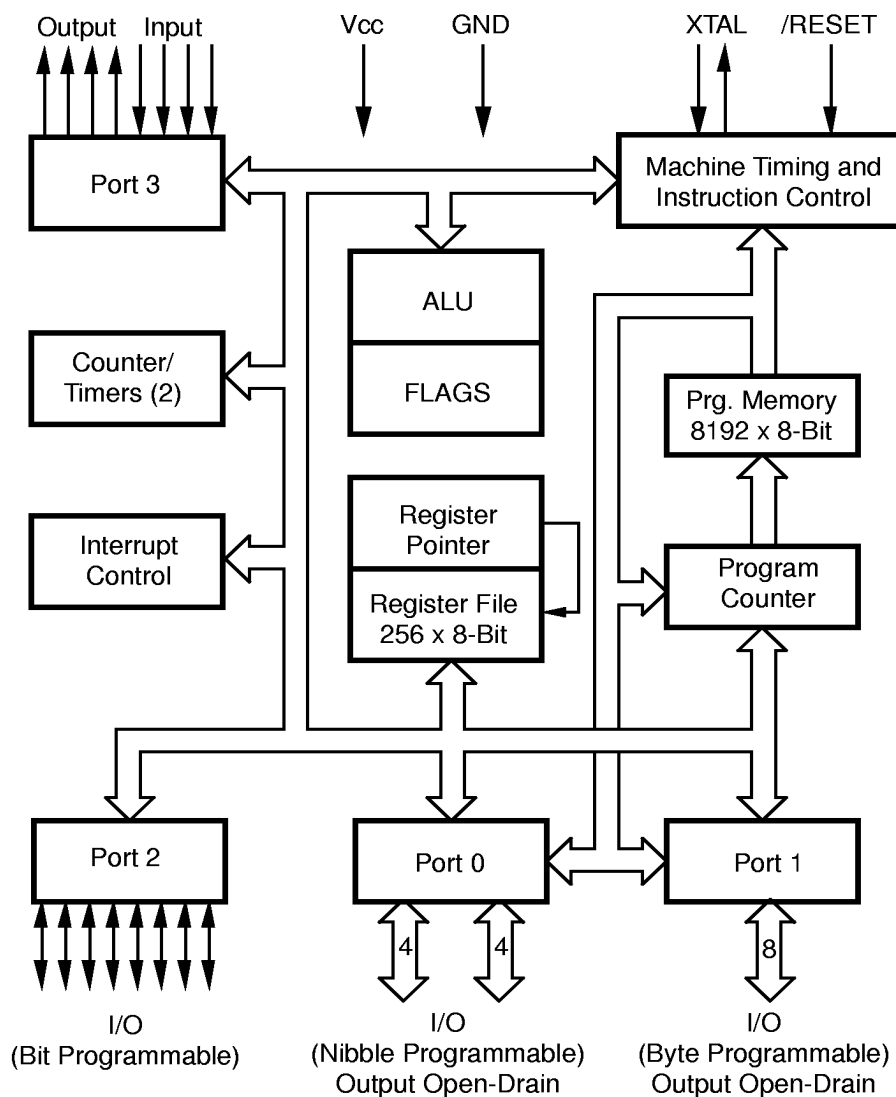 Output Input Vcc GND XTAL /RESET
Port 3
Machine Timing and
Instruction Control
ALU
FLAGS
Counter/
Timers (2)
Prg. Memory
8192 x 8-Bit
Register
Pointer
Interrupt
Control
Program
Counter
Register File
256 x 8-Bit
Port 2
Port 0
Port 1
4
4
8
I/O
(Bit Programmable)
I/O
(Nibble Programmable)
Output Open-Drain
I/O
(Byte Programmable)
Output Open-Drain